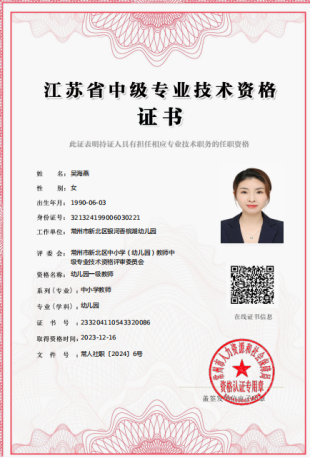 江苏省中级专业技术资格
证书
此证表明持证人具有担任相应专业技术职务的任职资格
姓 名：吴海燕
性 别：女
出生年月：1990-06-03
身份证号：321324199006030221
工作单位：常州市新北区银河香槟湖幼儿园
评 委 会：常州市新北区中小学（幼儿园）教师中
级专业技术资格评审委员会
资格名称：幼儿园一级教师
系列（专业）：中小学教师
专业（学科）：幼儿园
证 书 号：233204110543320086
取得资格时间：2023-12-16
文 件 号：常人社职〔2024〕6号
在线证书信息
常州市人力资源和社会保障局
资格认证专用章